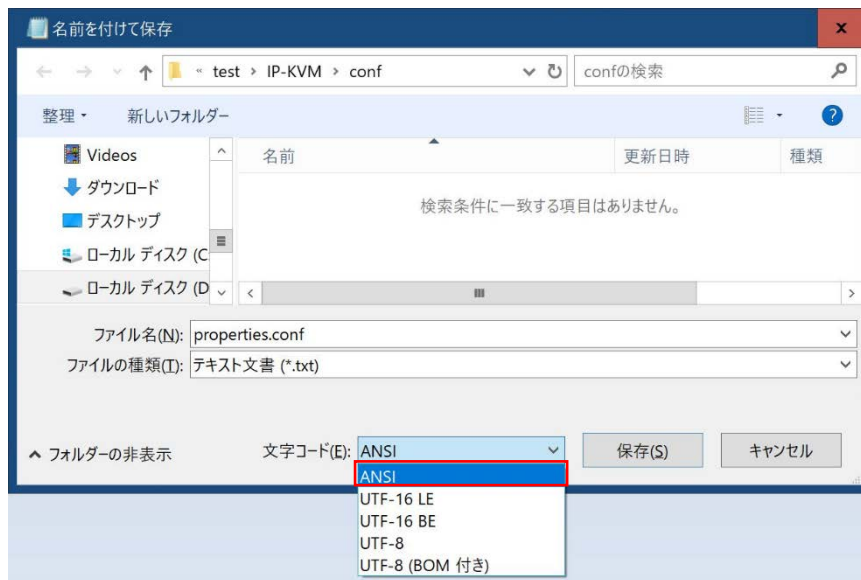 名前を付けて保存
« test › IP-KVM › conf
confの検索
整理
新しいフォルダー
名前
更新日時
種類
Videos
ダウンロード
デスクトップ
ローカル ディスク (C
ローカル ディスク (D
検索条件に一致する項目はありません。
ファイル名(N): properties.conf
ファイルの種類(T): テキスト文書 (*.txt)
フォルダーの非表示
文字コード(E): ANSI
保存(S)
キャンセル
ANSI
UTF-16 LE
UTF-16 BE
UTF-8
UTF-8 (BOM 付き)